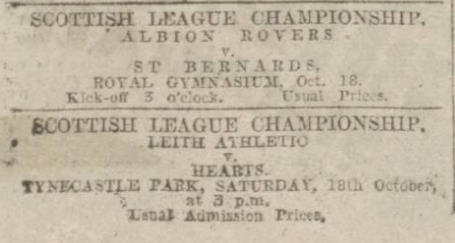 SCOTTISH LEAGUE CHAMPIONSHIP.
ALBION ROVERS
v.
ST BERNARDS,
ROYAL GYMNASIUM, Oct. 18.
Kick-off 3 o'clock. Usual Prices.
SCOTTISH LEAGUE CHAMPIONSHIP.
LEITH ATHLETIC
v.
HEARTS.
TYNECASTLE PARK, SATURDAY, 18th October,
at 3 p.m.
Usual Admission Prices,